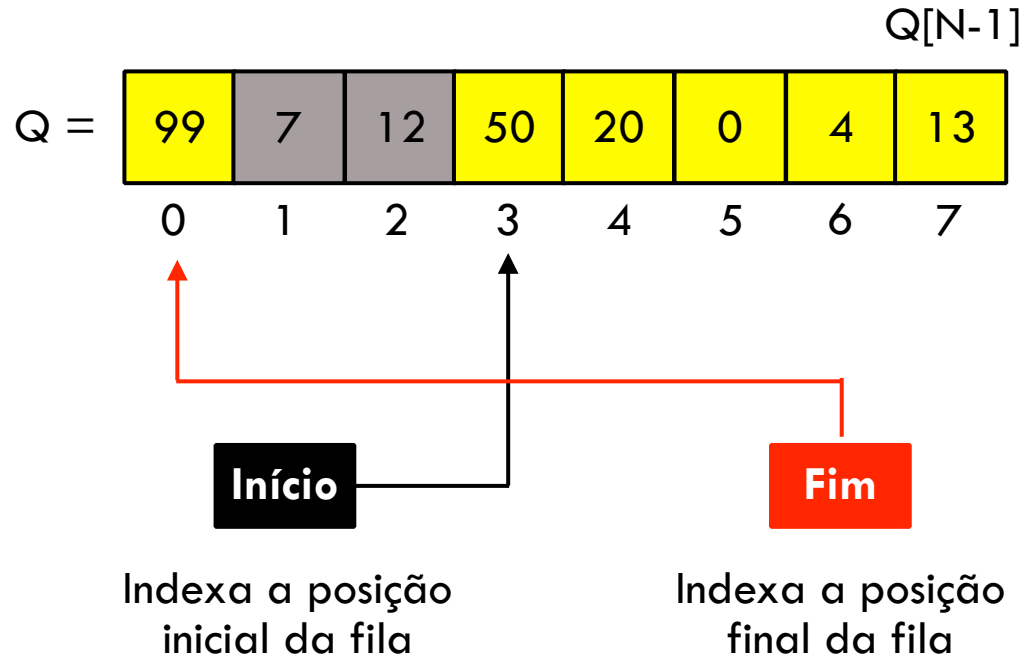 Q[N-1]
Q = 99 7 12 50 20 0 4 13
0 1 2 3 4 5 6 7
Início
Fim
Indexa a posição
inicial da fila
Indexa a posição
final da fila